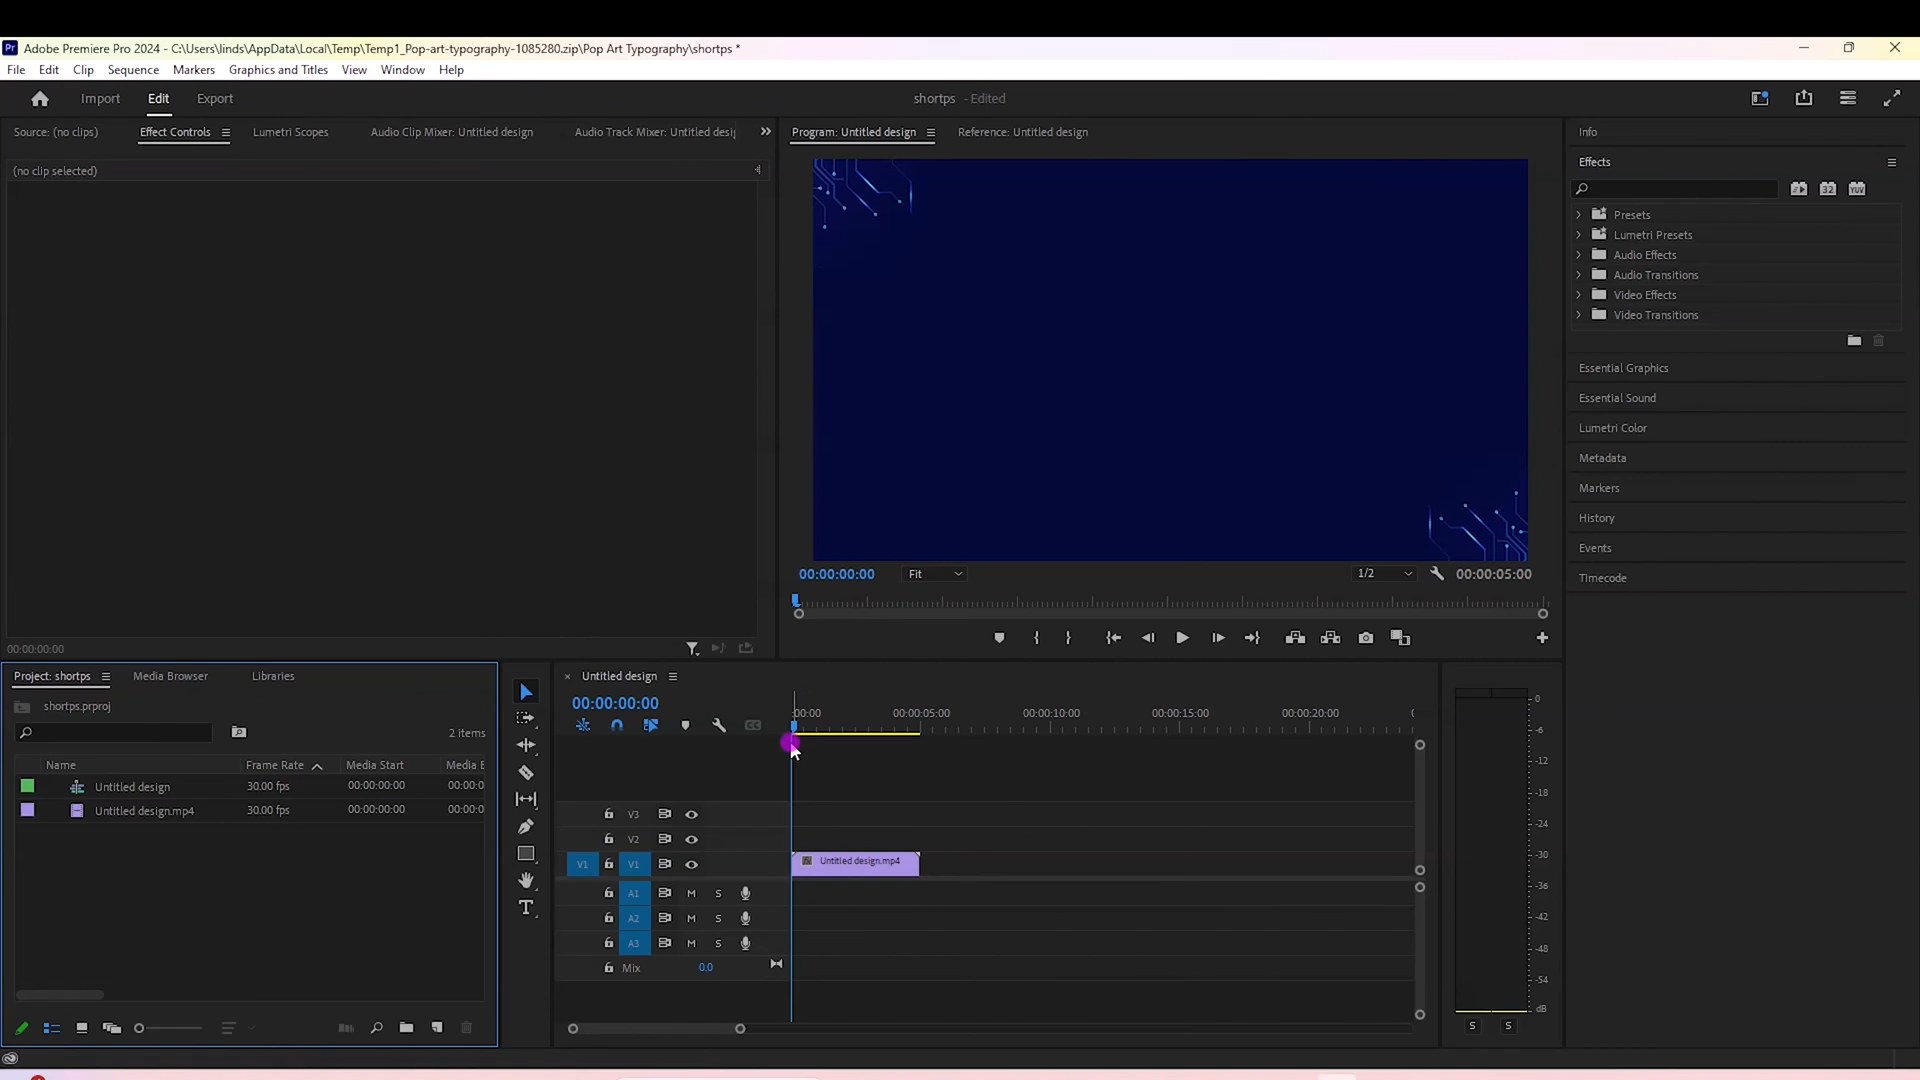 Pr Adobe Premiere Pro 2024 - C:\Users\linds\AppData\Local\Temp\Temp1_Pop-art-typography-1085280.zip\Pop Art Typography\shortps *
File Edit Clip Sequence Markers Graphics and Titles View Window Help
Import Edit Export
shortps - Edited
Source: (no clips) Effect Controls Lumetri Scopes Audio Clip Mixer: Untitled design Audio Track Mixer: Untitled desi
(no clip selected)
00:00:00:00
Program: Untitled design Reference: Untitled design
00:00:00:00 Fit 1/2 00:00:05:00
Info
Effects
32 YUV
Presets
Lumetri Presets
Audio Effects
Audio Transitions
Video Effects
Video Transitions
Essential Graphics
Essential Sound
Lumetri Color
Metadata
Markers
History
Events
Timecode
Project: shortps Media Browser Libraries
shortps.prproj
2 items
Name Frame Rate Media Start Media E
Untitled design 30.00 fps 00:00:00:00 00:00:0
Untitled design.mp4 30.00 fps 00:00:00:00 00:00:0
T
× Untitled design
00:00:00:00
CC
:00:00 00:00:05:00 00:00:10:00 00:00:15:00 00:00:20:00
V3
V2
V1 V1 Untitled design.mp4
A1 M S
A2 M S
A3 M S
Mix 0.0
0
-6
-12
-18
-24
-30
-36
-42
-48
-54
dB
S S